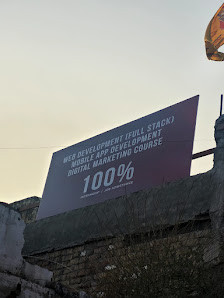 WEB DEVELOPMENT (FULL STACK)
MOBILE APP DEVELOPMENT
DIGITAL MARKETING COURSE
100%